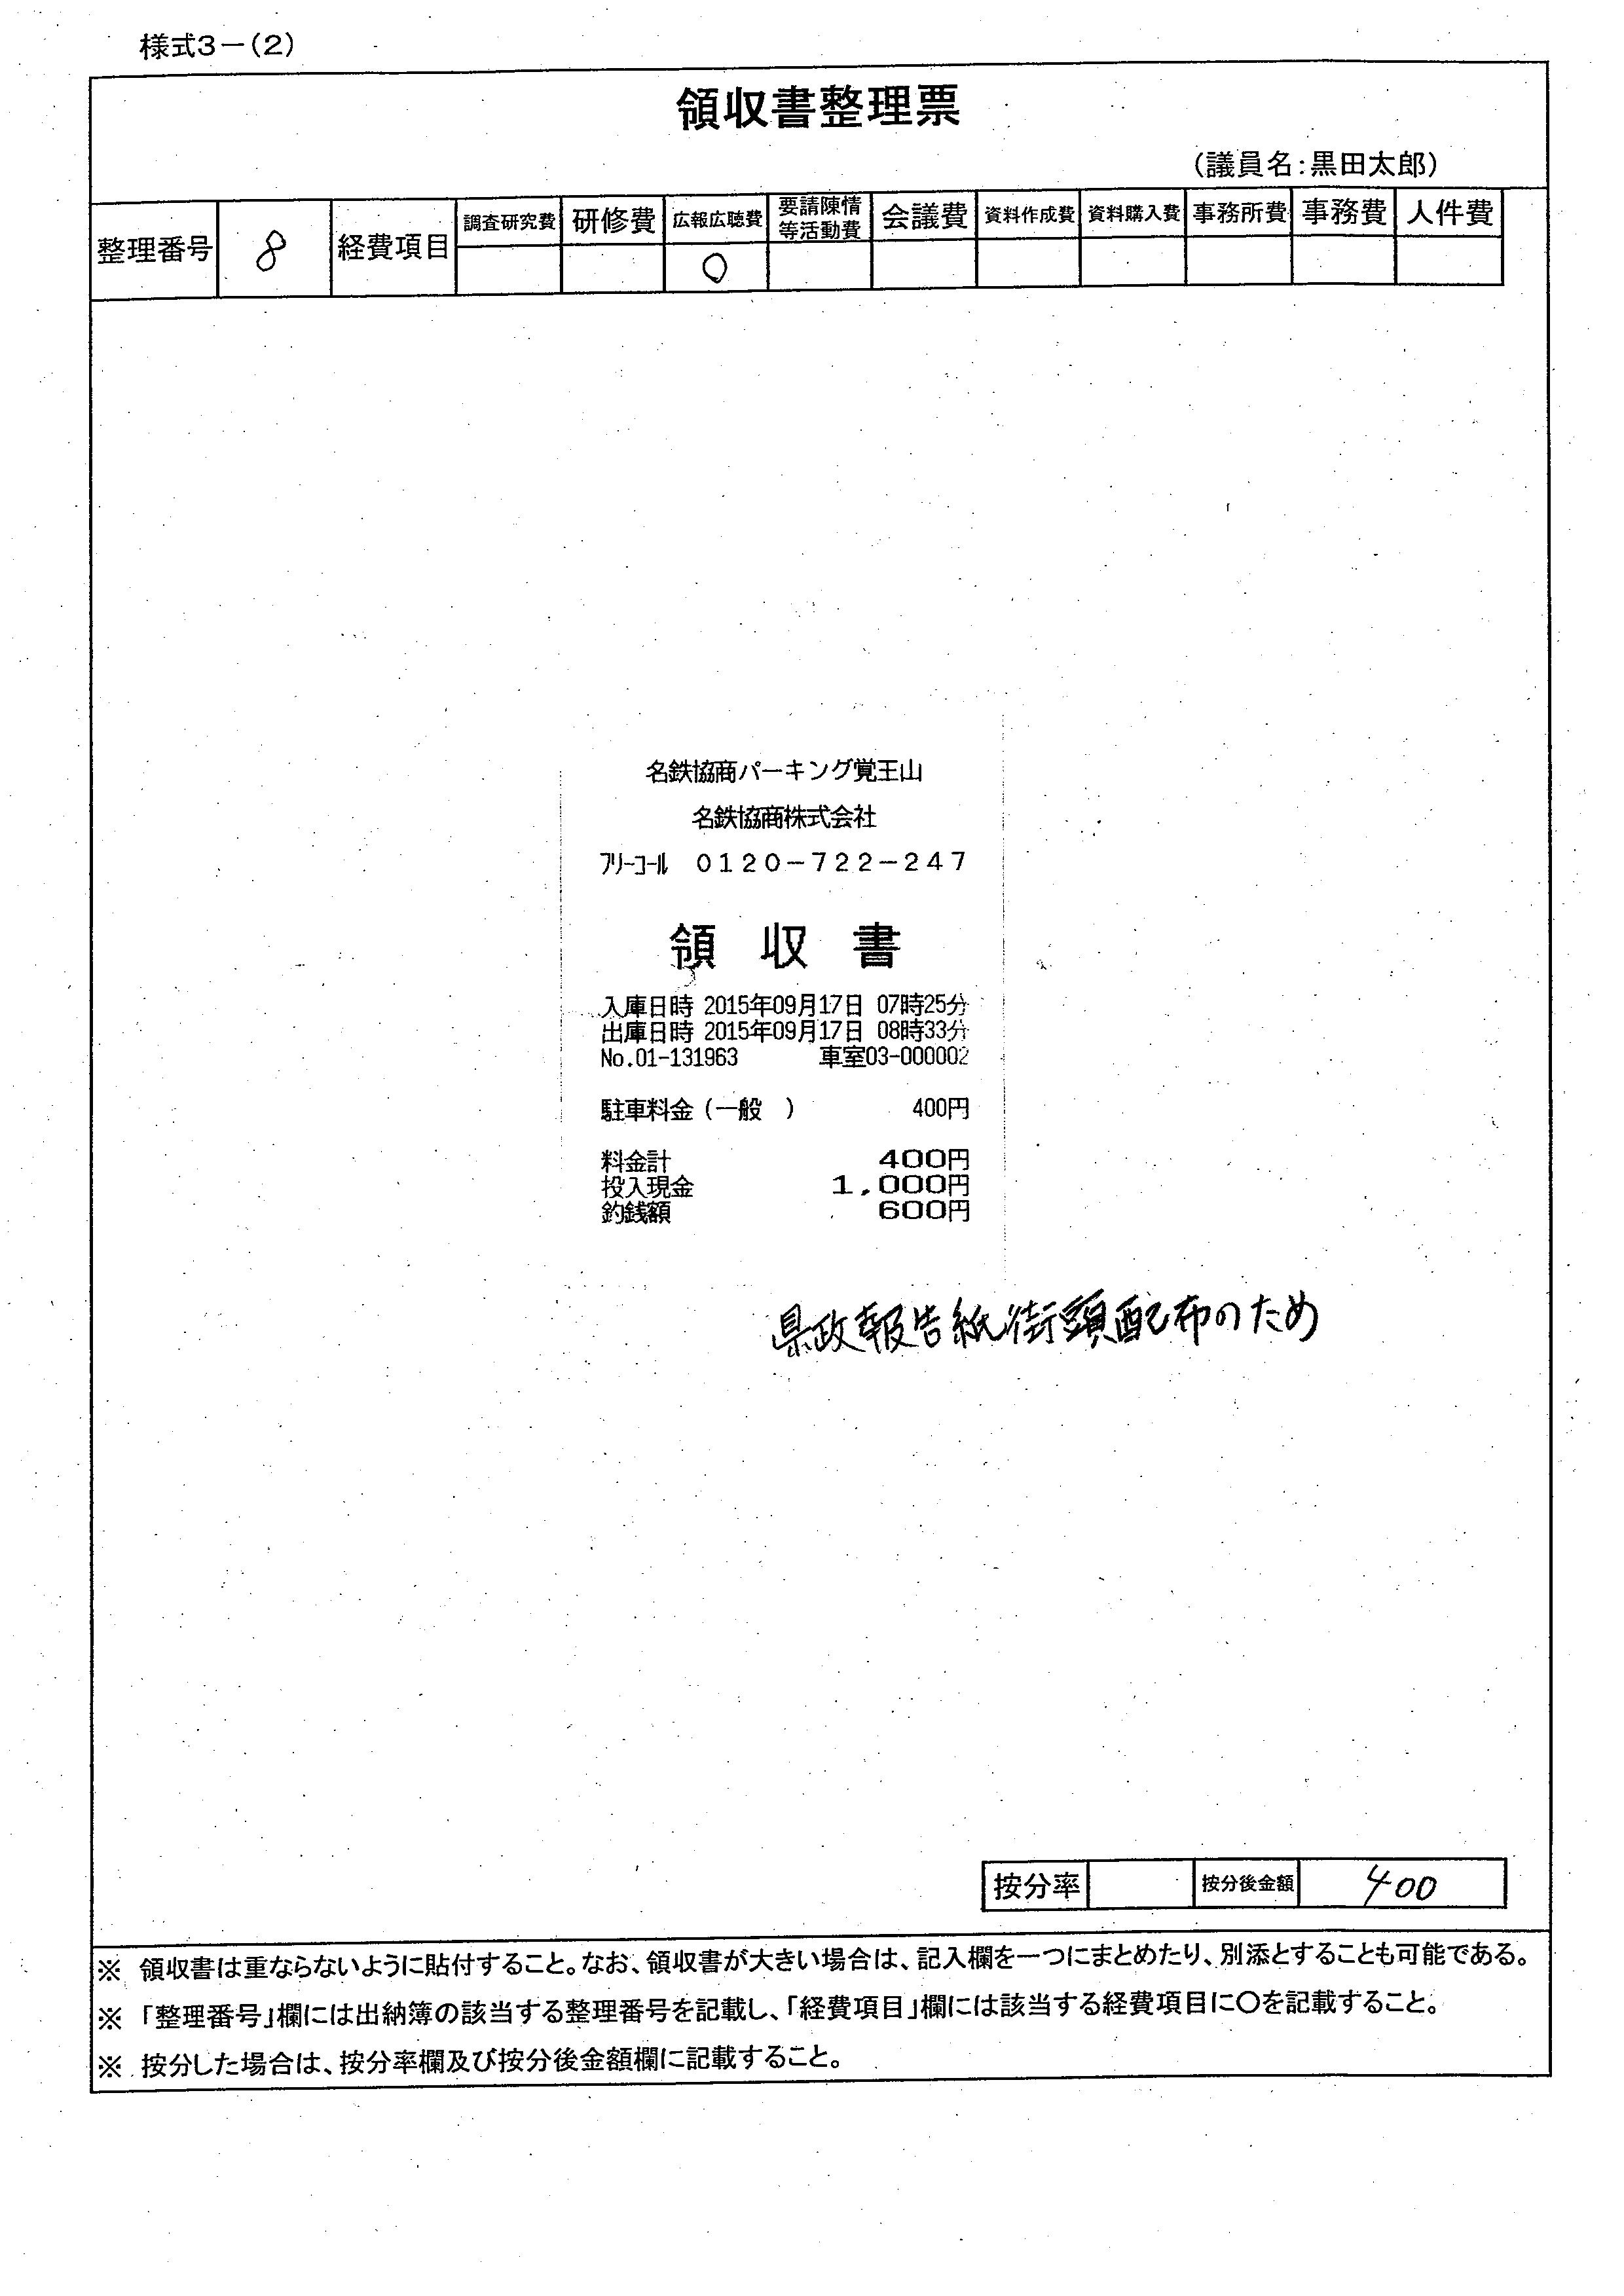 様式3-(2)
領収書整理票
(議員名:黒田太郎)
整理番号 8 経費項目 調査研究費 研修費 広報広聴費 要請陳情等活動費 会議費 資料作成費 資料購入費 事務所費 事務費 人件費
○
名鉄協商パーキング覚王山
名鉄協商株式会社
フリーコール 0120-722-247
領収書
入庫日時 2015年09月17日 07時25分
出庫日時 2015年09月17日 08時33分
No.01-131963 車室03-000002
駐車料金(一般 ) 400円
料金計 400円
投入現金 1,000円
釣銭額 600円
県政報告紙街頭配布のため
按分率 按分後金額 400
※ 領収書は重ならないように貼付すること。なお、領収書が大きい場合は、記入欄を一つにまとめたり、別添とすることも可能である。
※ 「整理番号」欄には出納簿の該当する整理番号を記載し、「経費項目」欄には該当する経費項目に○を記載すること。
※ 按分した場合は、按分率欄及び按分後金額欄に記載すること。